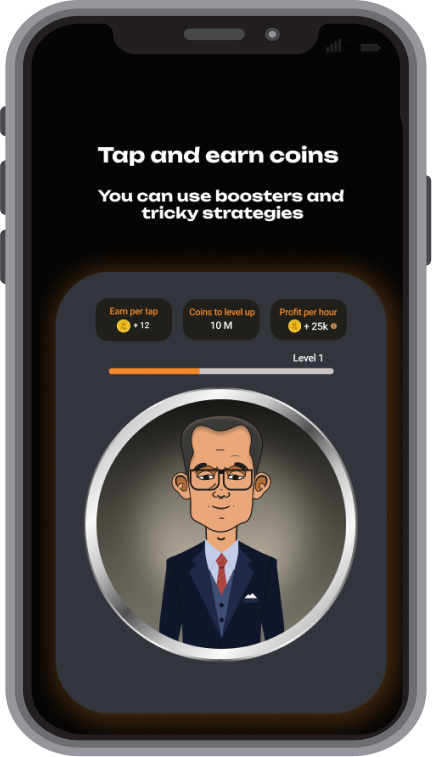 Tap and earn coins
You can use boosters and
tricky strategies
Earn per tap
+ 12
Coins to level up
10 M
Profit per hour
+ 25k
Level 1